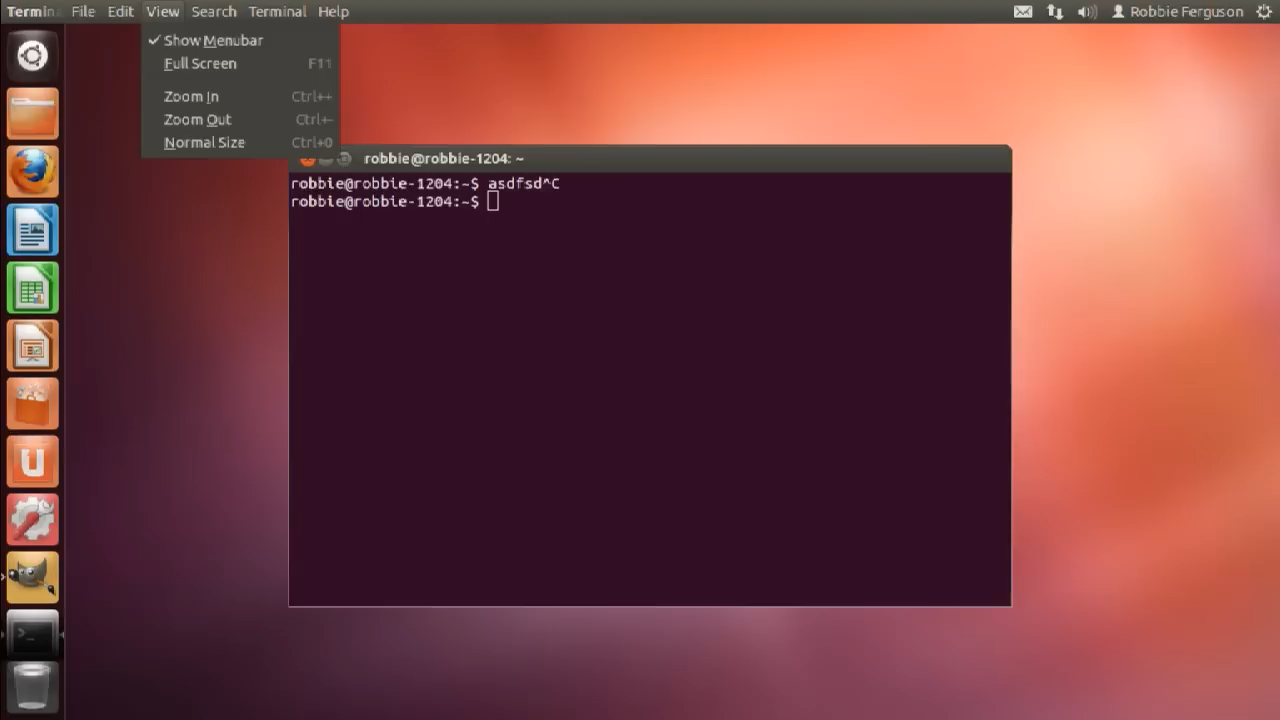 Termina File Edit View Search Terminal Help Robbie Ferguson
✓ Show Menubar
Full Screen F11
Zoom In Ctrl++
Zoom Out Ctrl+-
Normal Size Ctrl+0
robbie@robbie-1204: ~
robbie@robbie-1204:~$ asdfsd^C
robbie@robbie-1204:~$